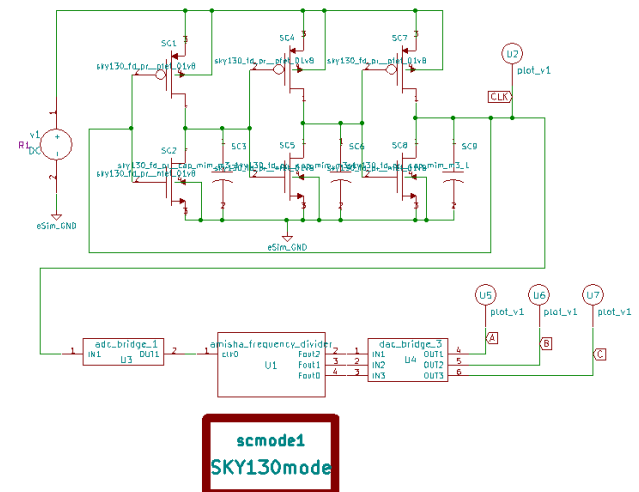 SC1
SC4
SC7
sky130_fd_pr__pfet_01v8
sky130_fd_pr__pfet_01v8
sky130_fd_pr__pfet_01v8
U2
plot_v1
CLK
R1
v1
DC
SC2
SC3
SC5
SC6
SC8
SC9
sky130_fd_pr__nfet_01v8
eSim_GND
eSim_GND
U5
plot_v1
U6
plot_v1
U7
plot_v1
A
B
C
adc_bridge_1
IN1
OUT1
U3
amisha_frequency_divider
clk0
Fout2
Fout1
Fout0
U1
dac_bridge_3
IN1
IN2
IN3
OUT1
OUT2
OUT3
U4
scmode1
SKY130mode